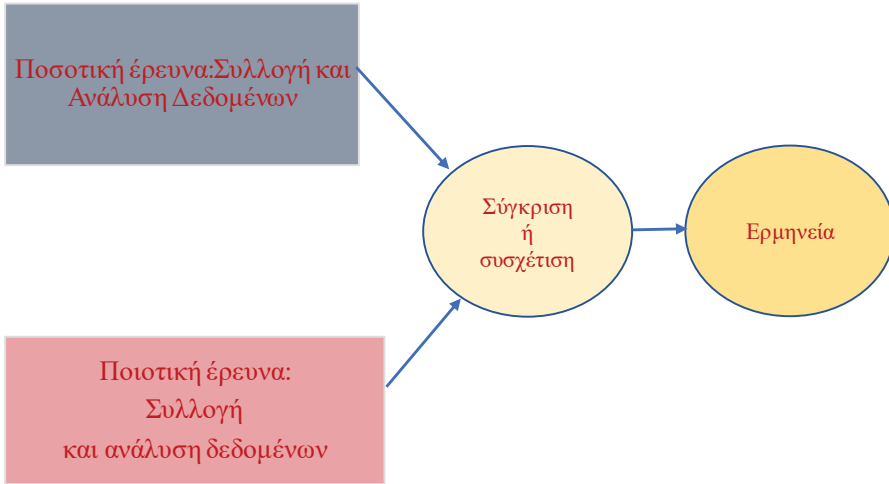 Ποσοτική έρευνα:Συλλογή και
Ανάλυση Δεδομένων
Σύγκριση
ή
συσχέτιση
Ερμηνεία
Ποιοτική έρευνα:
Συλλογή
και ανάλυση δεδομένων